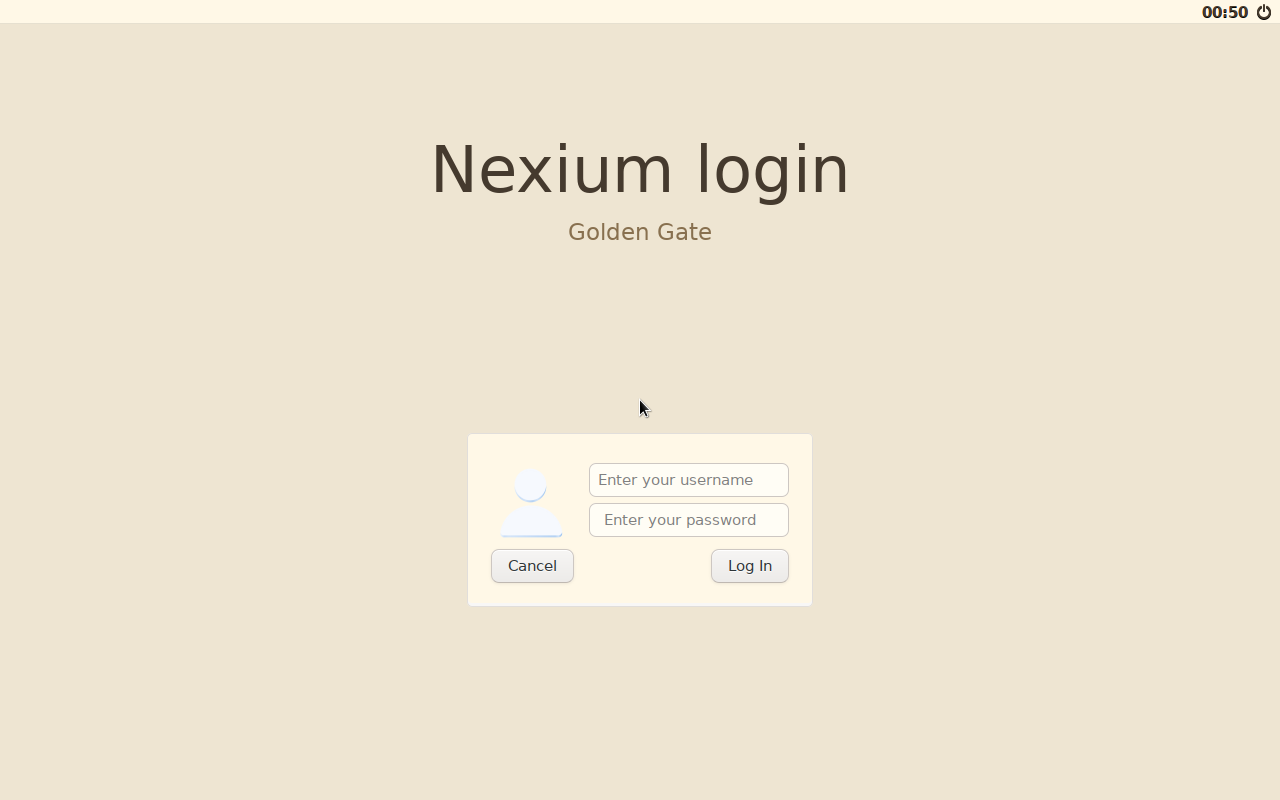 00:50
Nexium login
Golden Gate
Enter your username
Enter your password
Cancel
Log In